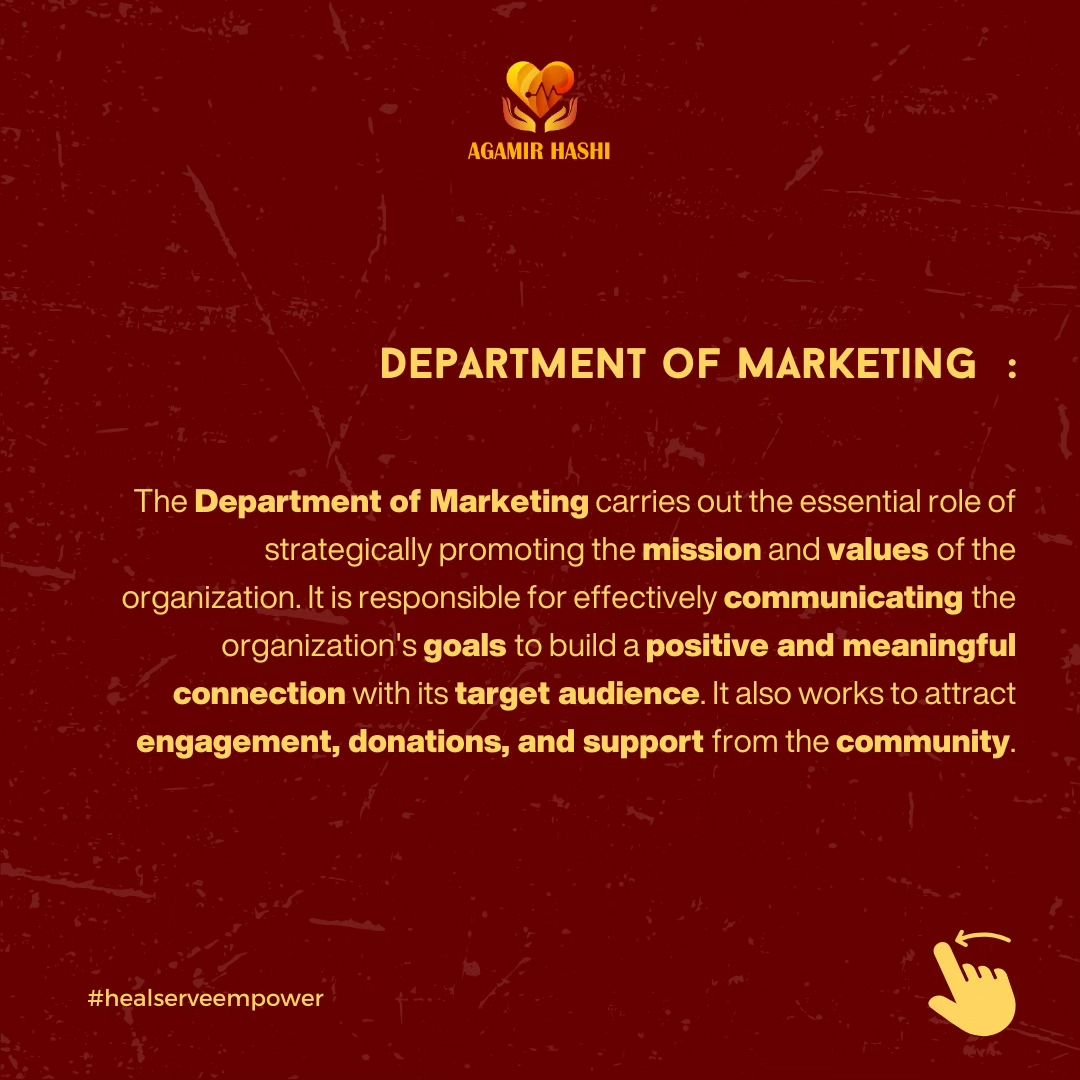 AGAMIR HASHI
DEPARTMENT OF MARKETING :
The Department of Marketing carries out the essential role of
strategically promoting the mission and values of the
organization. It is responsible for effectively communicating the
organization's goals to build a positive and meaningful
connection with its target audience. It also works to attract
engagement, donations, and support from the community.
#healserveempower